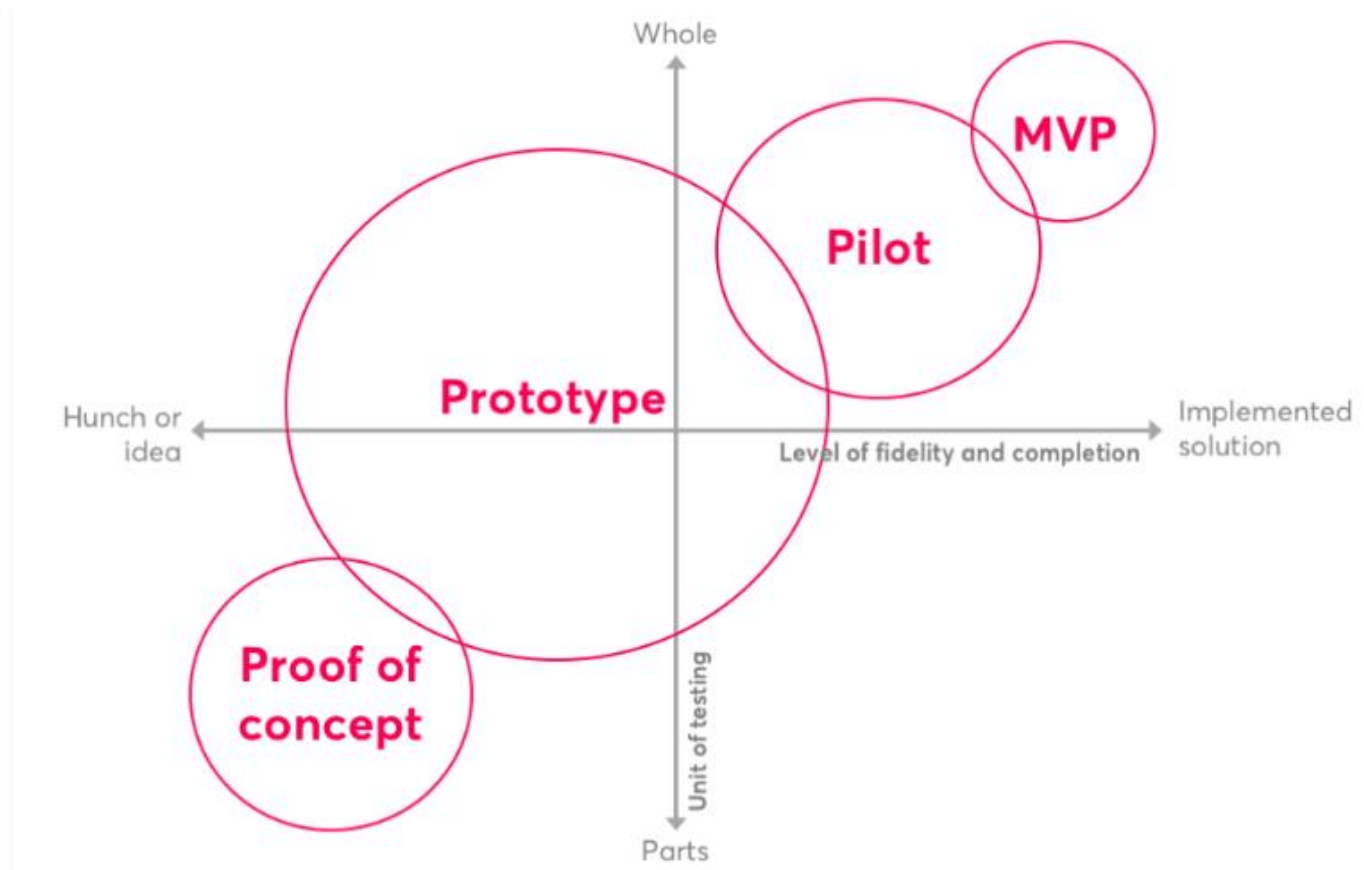 Whole
MVP
Pilot
Prototype
Hunch or
idea
Implemented
solution
Level of fidelity and completion
Proof of
concept
Unit of testing
Parts